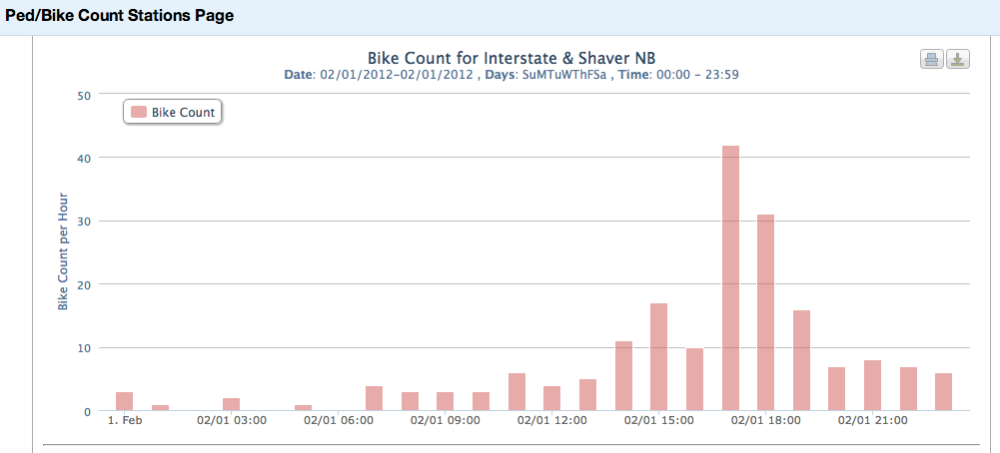 Ped/Bike Count Stations Page
Bike Count for Interstate & Shaver NB
Date: 02/01/2012-02/01/2012 , Days: SuMTuWThFSa , Time: 00:00 - 23:59
Bike Count
Bike Count per Hour
50
40
30
20
10
0
1. Feb 02/01 03:00 02/01 06:00 02/01 09:00 02/01 12:00 02/01 15:00 02/01 18:00 02/01 21:00